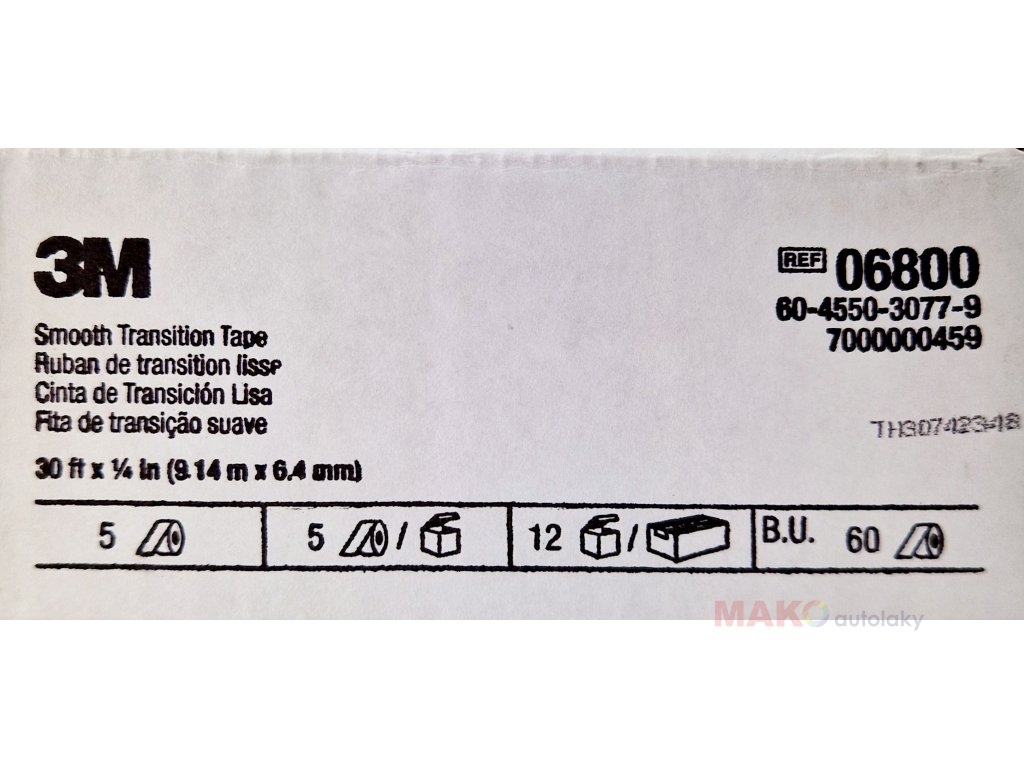 3M
REF 06800
60-4550-3077-9
7000000459
Smooth Transition Tape
Ruban de transition lisse
Cinta de Transición Lisa
Fita de transição suave
TH30742348
30 ft x ¼ in (9.14 m x 6.4 mm)
5
5 /
12 /
B.U. 60
MAKO autolaky